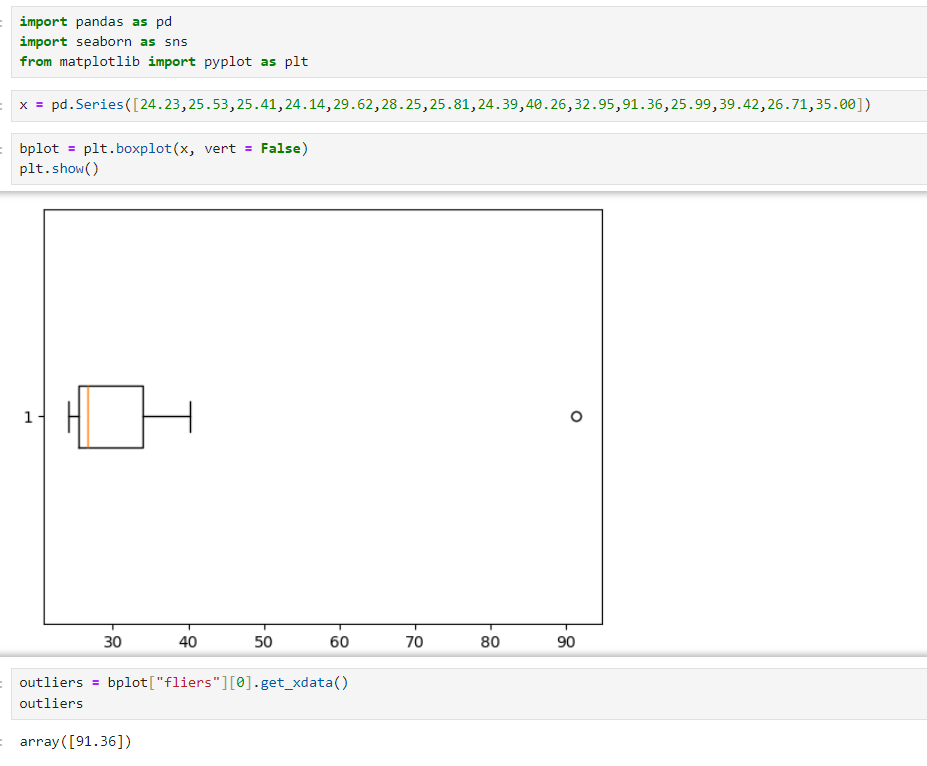 import pandas as pd
import seaborn as sns
from matplotlib import pyplot as plt
x = pd.Series([24.23,25.53,25.41,24.14,29.62,28.25,25.81,24.39,40.26,32.95,91.36,25.99,39.42,26.71,35.00])
bplot = plt.boxplot(x, vert = False)
plt.show()
1
30 40 50 60 70 80 90
outliers = bplot["fliers"][0].get_xdata()
outliers
array([91.36])